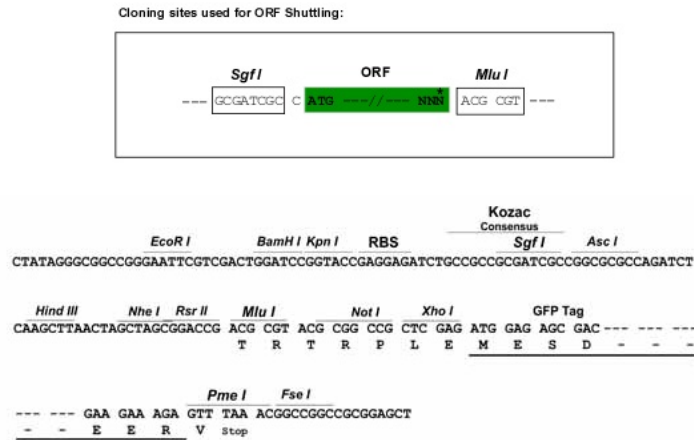 Cloning sites used for ORF Shuttling:
Sgf I ORF Mlu I
--- GCGATCGC C ATG ---//--- NNN* ACG CGT ---
Kozac
Consensus
EcoR I BamH I Kpn I RBS Sgf I Asc I
CTATAGGGCGGCCGGGAATTCGTCGACTGGATCCGGTACCGAGGAGATCTGCCGCCGCGATCGCCGGCGCGCCAGATCT
Hind III Nhe I Rsr II Mlu I Not I Xho I GFP Tag
CAAGCTTAACTAGCTAGCGGACCG ACG CGT ACG CGG CCG CTC GAG ATG GAG AGC GAC --- --- ---
T R T R P L E M E S D - - -
Pme I Fse I
--- --- GAA GAA AGA GTT TAA ACGGCCGGCCGCGGAGCT
- - E E R V Stop